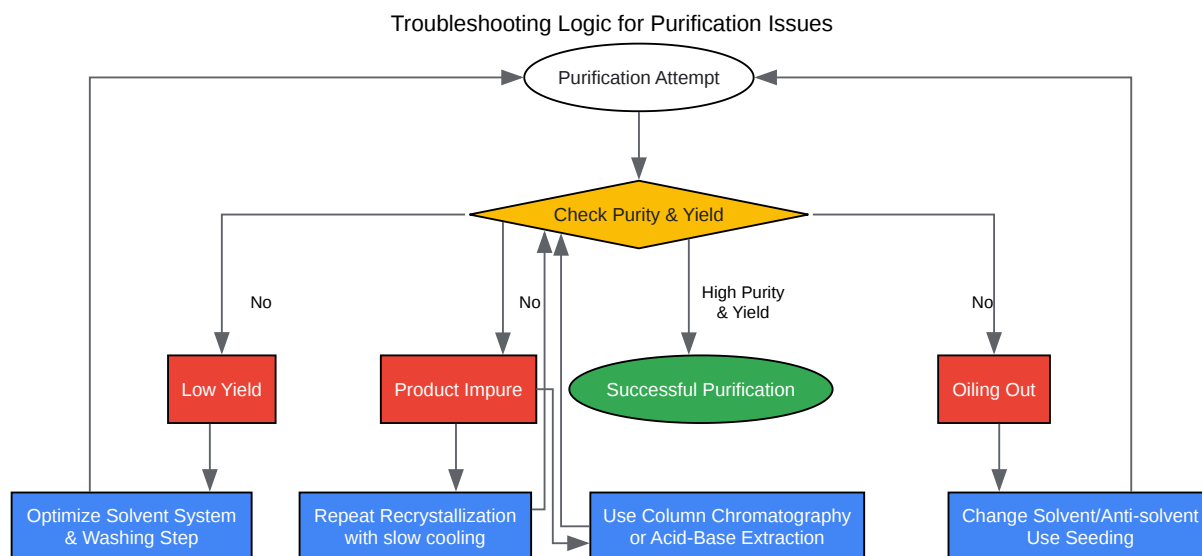 Troubleshooting Logic for Purification Issues
Purification Attempt
Check Purity & Yield
No
No
High Purity
& Yield
No
Low Yield
Product Impure
Successful Purification
Oiling Out
Optimize Solvent System
& Washing Step
Repeat Recrystallization
with slow cooling
Use Column Chromatography
or Acid-Base Extraction
Change Solvent/Anti-solvent
Use Seeding